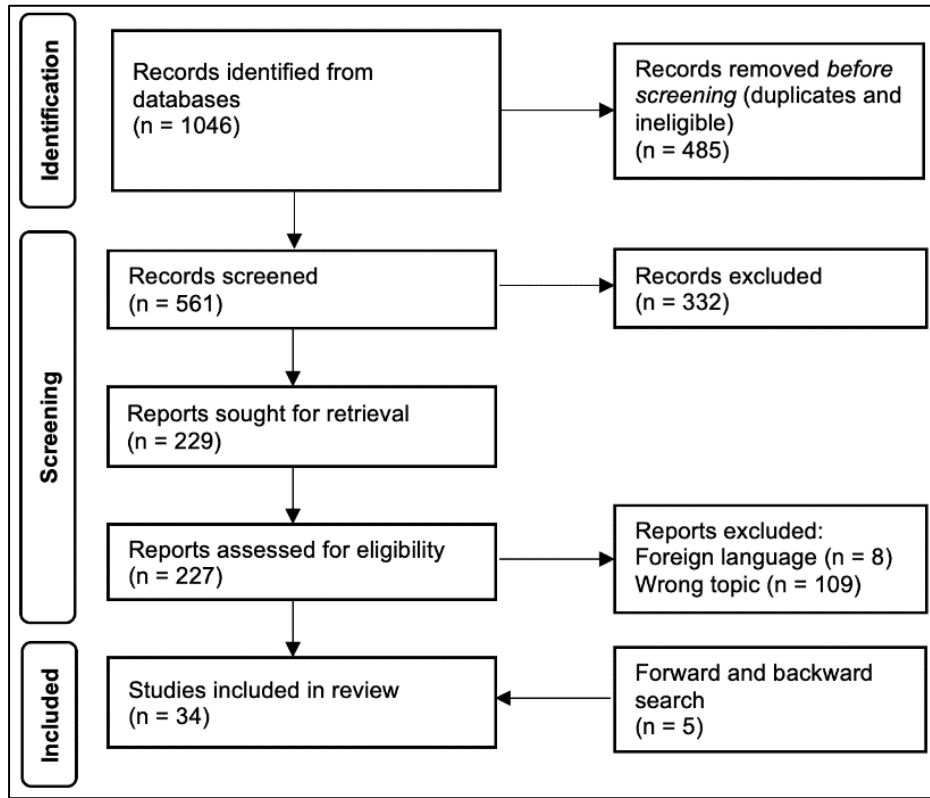 Identification
Records identified from
databases
(n = 1046)
Records removed before
screening (duplicates and
ineligible)
(n = 485)
Screening
Records screened
(n = 561)
Records excluded
(n = 332)
Reports sought for retrieval
(n = 229)
Reports assessed for eligibility
(n = 227)
Reports excluded:
Foreign language (n = 8)
Wrong topic (n = 109)
Included
Studies included in review
(n = 34)
Forward and backward
search
(n = 5)